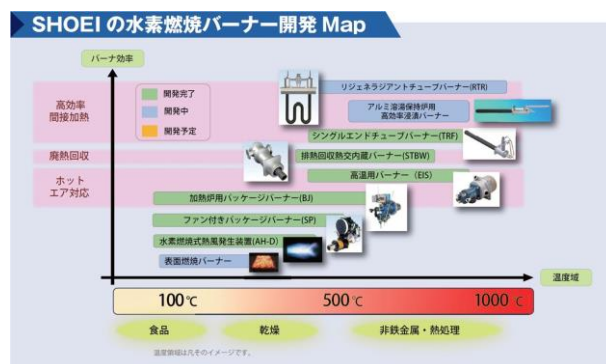 SHOEIの水素燃焼バーナー開発 Map
バーナ効率
開発完了
開発中
開発予定
高効率
間接加熱
廃熱回収
ホット
エア対応
リジェネラジアントチューブバーナー(RTR)
アルミ溶湯保持炉用
高効率浸漬バーナー
シングルエンドチューブバーナー(TRF)
排熱回収熱交内蔵バーナー(STBW)
高温用バーナー(EIS)
加熱炉用パッケージバーナー(BJ)
ファン付きパッケージバーナー(SP)
水素燃焼式熱風発生装置(AH-D)
表面燃焼バーナー
温度域
100℃
500℃
1000℃
食品
乾燥
非鉄金属・熱処理
温度領域は凡そのイメージです。